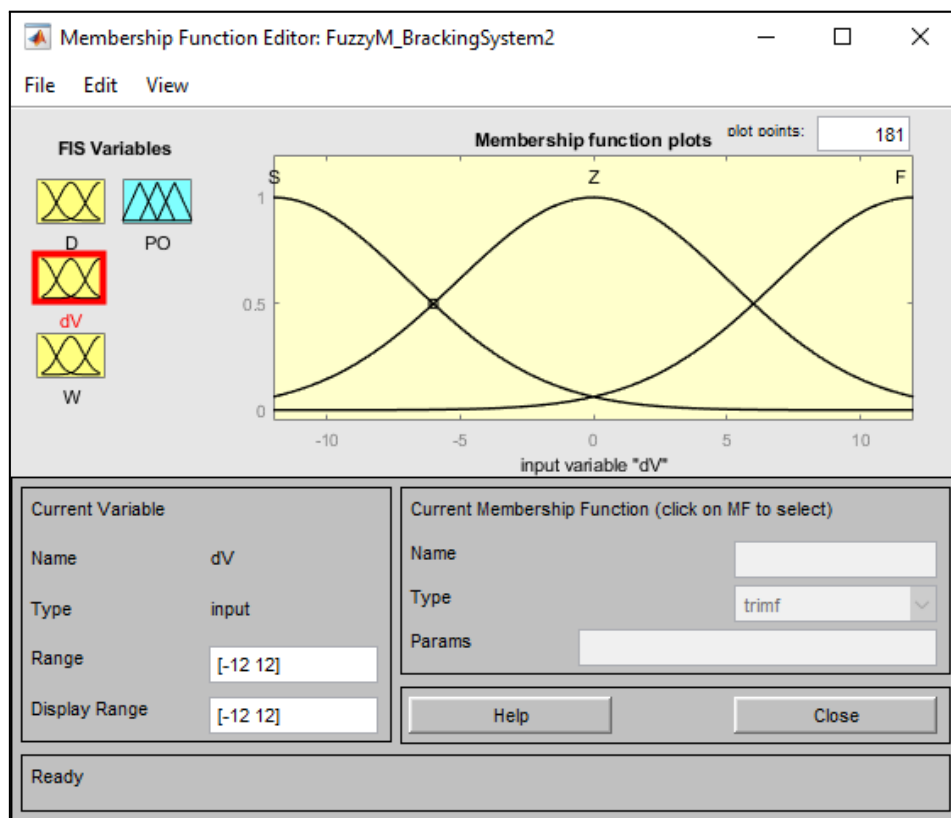 Membership Function Editor: FuzzyM_BrackingSystem2
File Edit View
FIS Variables
D
PO
dV
W
Membership function plots
plot points:
181
S
Z
F
1
0.5
0
-10
-5
0
5
10
input variable "dV"
Current Variable
Name
dV
Type
input
Range
[-12 12]
Display Range
[-12 12]
Current Membership Function (click on MF to select)
Name
Type
trimf
Params
Help
Close
Ready